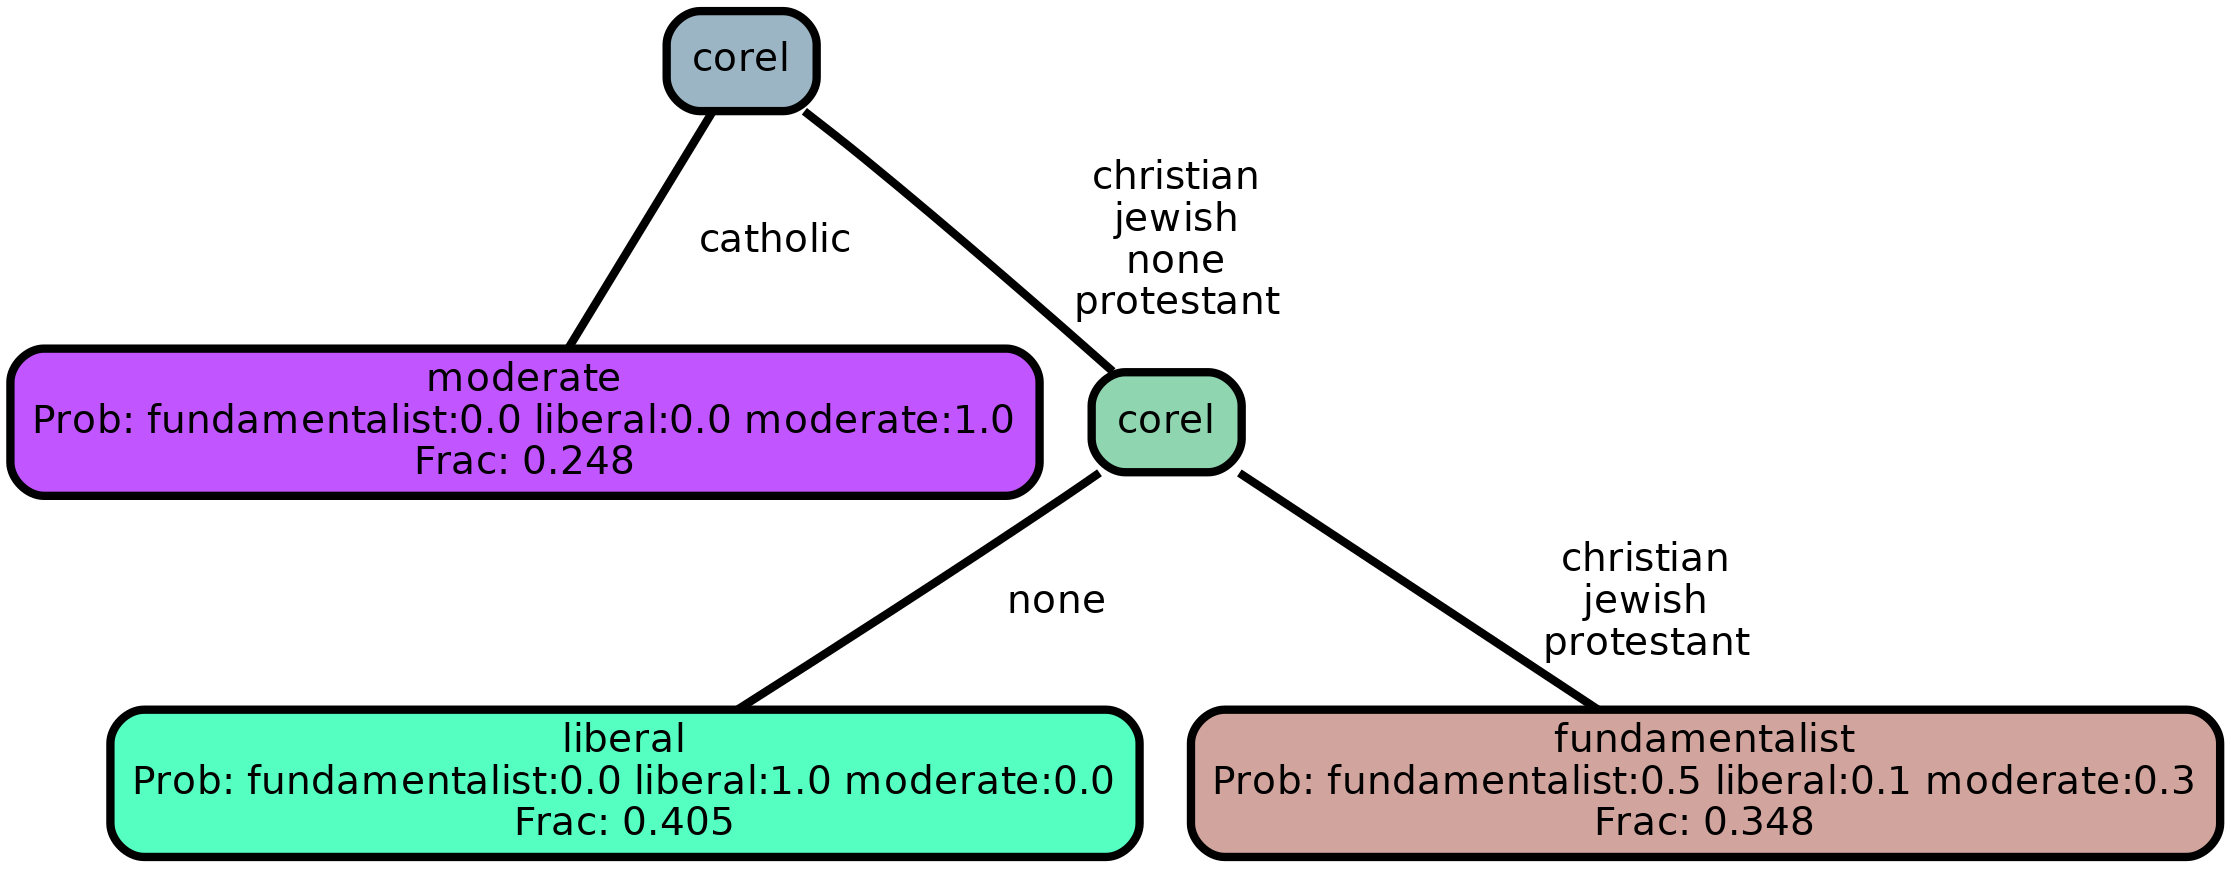 corel
catholic
christian
jewish
none
protestant
moderate
Prob: fundamentalist:0.0 liberal:0.0 moderate:1.0
Frac: 0.248
corel
none
christian
jewish
protestant
liberal
Prob: fundamentalist:0.0 liberal:1.0 moderate:0.0
Frac: 0.405
fundamentalist
Prob: fundamentalist:0.5 liberal:0.1 moderate:0.3
Frac: 0.348